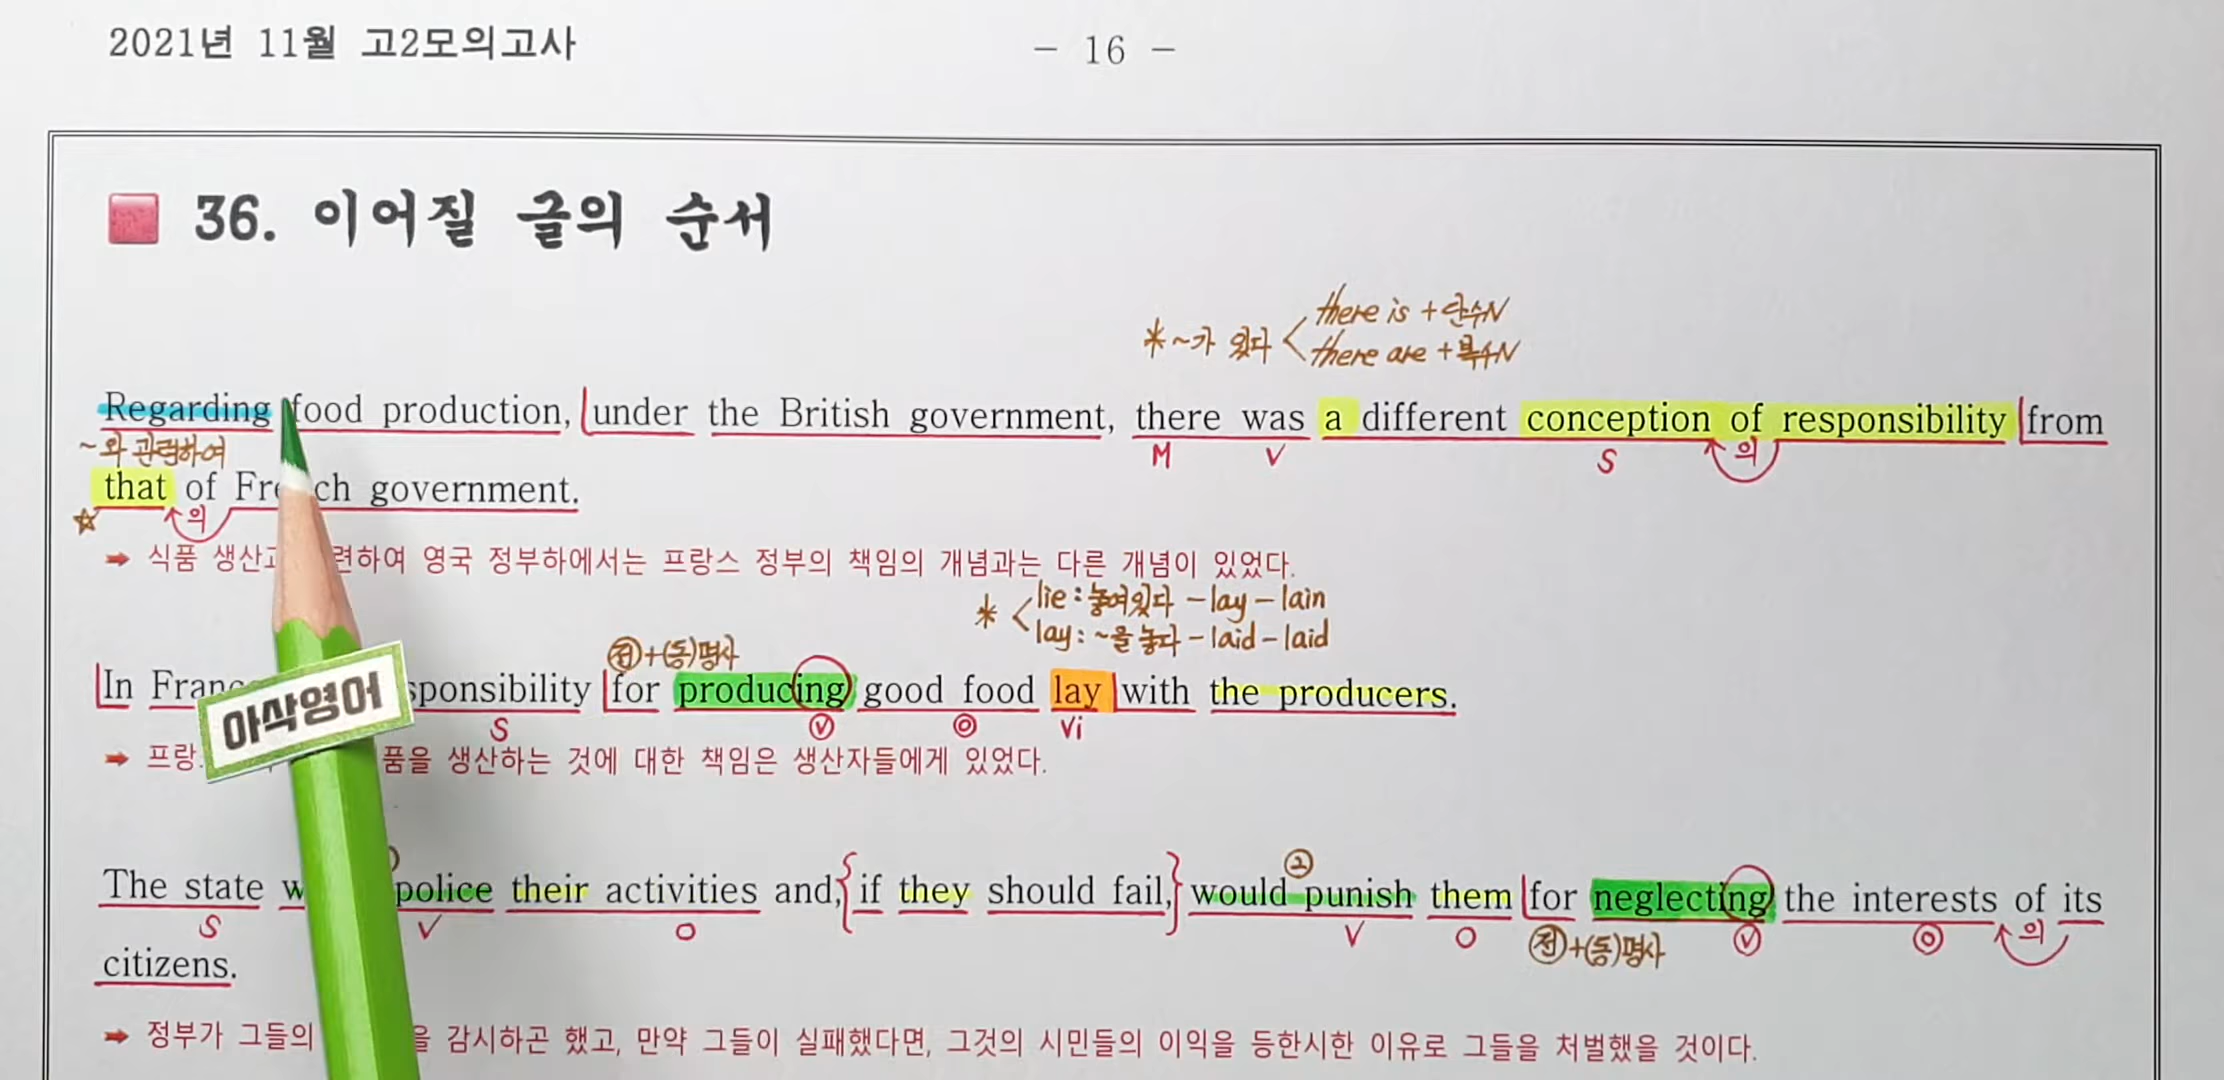 2021년 11월 고2모의고사
- 16 -
36. 이어질 글의 순서
* ~가 있다 < there is + 단수N
there are + 복수N
Regarding food production, under the British government, there was a different conception of responsibility from
~와 관련하여 M V S 의
that of French government.
의
➡ 식품 생산과 련하여 영국 정부하에서는 프랑스 정부의 책임의 개념과는 다른 개념이 있었다.
* < lie : 놓여있다 - lay - lain
lay : ~을 놓다 - laid - laid
전+(동)명사
In France sponsibility for producing good food lay with the producers.
S V O Vi
아삭영어
➡ 프랑 품을 생산하는 것에 대한 책임은 생산자들에게 있었다.
②
The state w police their activities and, {if they should fail,} would punish them for neglecting the interests of its
S V O V O 전+(동)명사 V O 의
citizens.
➡ 정부가 그들의 을 감시하곤 했고, 만약 그들이 실패했다면, 그것의 시민들의 이익을 등한시한 이유로 그들을 처벌했을 것이다.